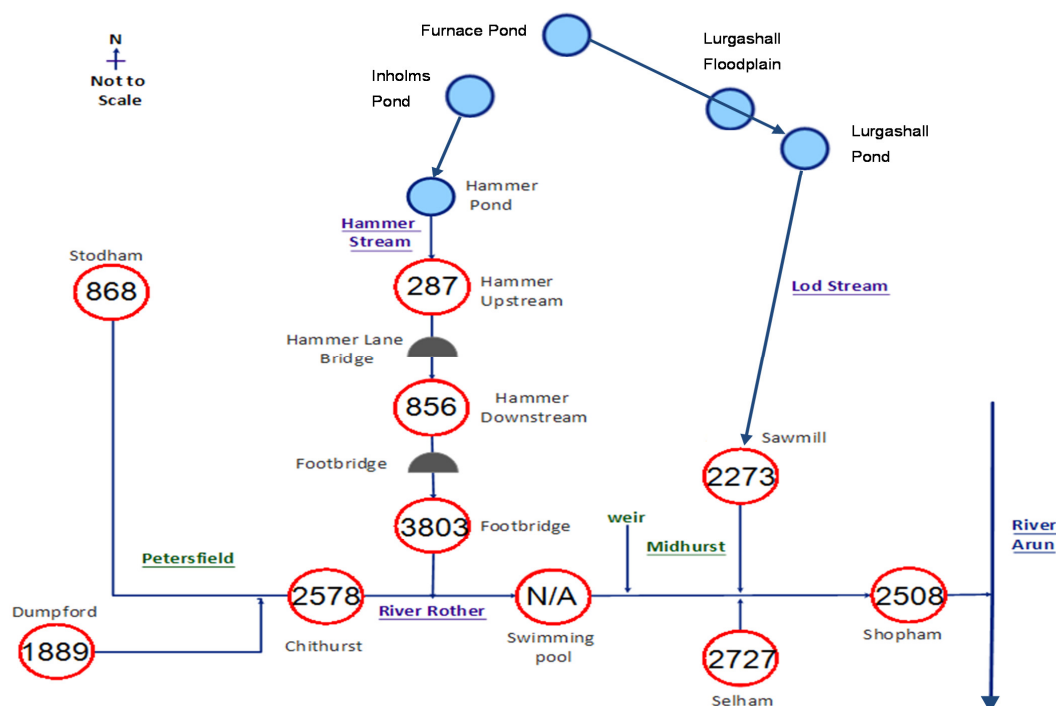 N
Not to
Scale
Furnace Pond
Lurgashall
Floodplain
Inholms
Pond
Lurgashall
Pond
Hammer
Pond
Hammer
Stream
Stodham
868
287
Hammer
Upstream
Lod Stream
Hammer Lane
Bridge
856
Hammer
Downstream
Sawmill
2273
Footbridge
3803
Footbridge
weir
Midhurst
River
Arun
Petersfield
2578
Chithurst
River Rother
N/A
Swimming
pool
2508
Shopham
Dumpford
1889
2727
Selham